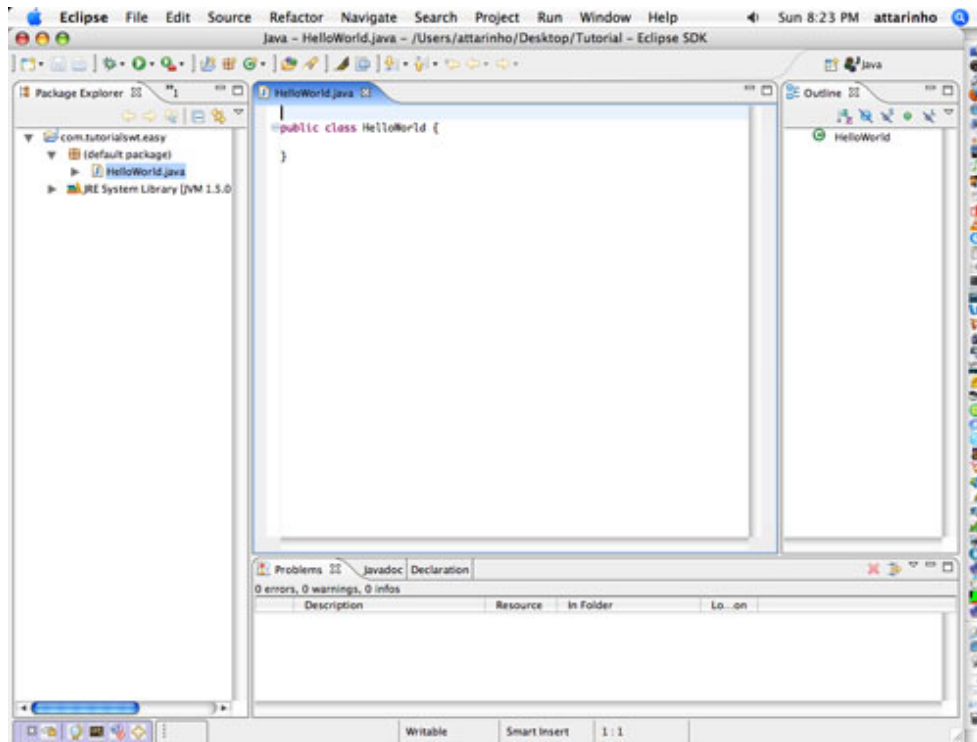 Eclipse File Edit Source Refactor Navigate Search Project Run Window Help Sun 8:23 PM attarinho
Java – HelloWorld.java – /Users/attarinho/Desktop/Tutorial – Eclipse SDK
Java
Package Explorer
"1
HelloWorld.java
Outline
com.tutorialswt.easy
(default package)
HelloWorld.java
JRE System Library [JVM 1.5.0
public class HelloWorld {
}
HelloWorld
Problems Javadoc Declaration
0 errors, 0 warnings, 0 infos
Description Resource In Folder Lo...on
Writable Smart Insert 1 : 1